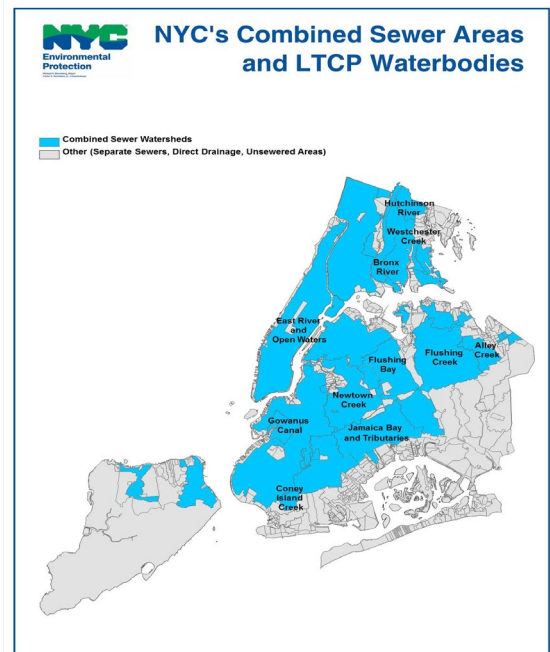 NYC
Environmental
Protection
NYC's Combined Sewer Areas
and LTCP Waterbodies
Combined Sewer Watersheds
Other (Separate Sewers, Direct Drainage, Unsewered Areas)
Hutchinson
River
Westchester
Creek
Bronx
River
East River
and
Open Waters
Flushing
Bay
Flushing
Creek
Alley
Creek
Newtown
Creek
Gowanus
Canal
Jamaica Bay
and Tributaries
Coney
Island
Creek